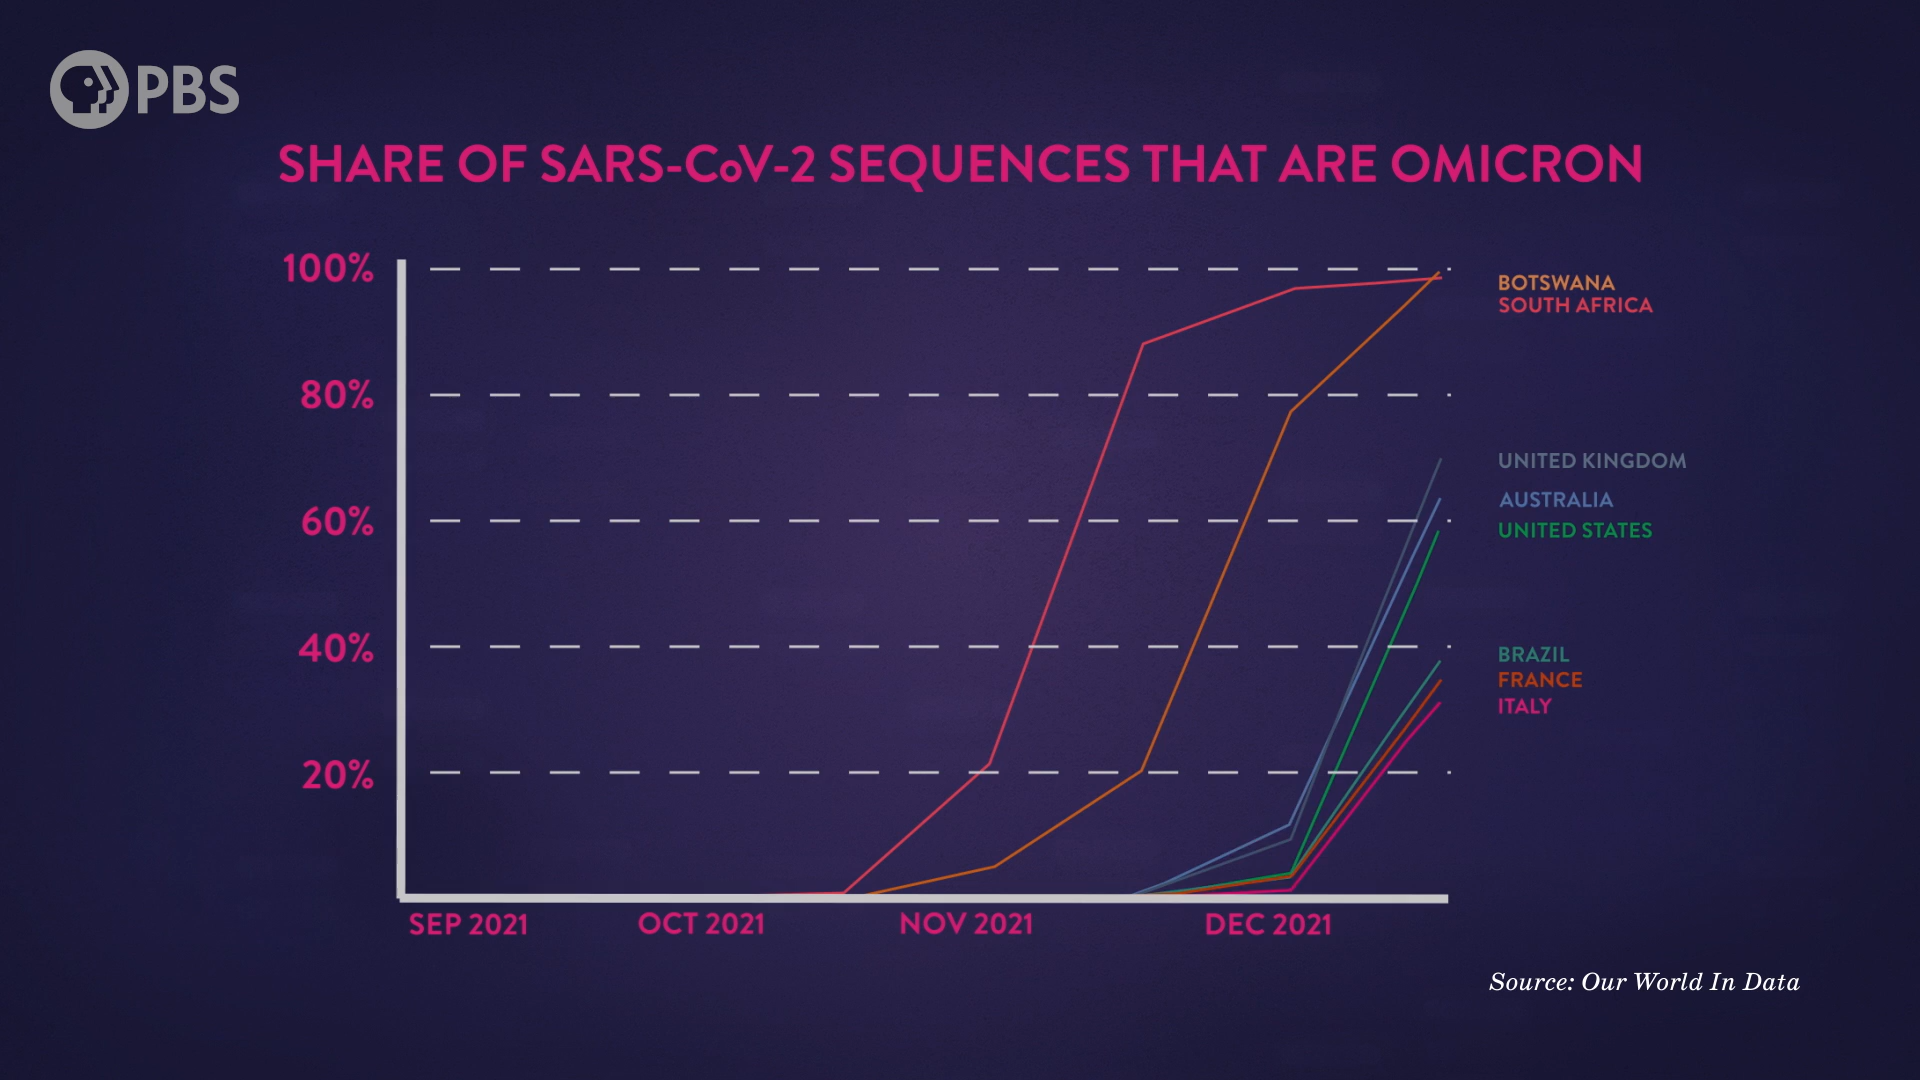 PBS
SHARE OF SARS-CoV-2 SEQUENCES THAT ARE OMICRON
100%
80%
60%
40%
20%
BOTSWANA
SOUTH AFRICA
UNITED KINGDOM
AUSTRALIA
UNITED STATES
BRAZIL
FRANCE
ITALY
SEP 2021 OCT 2021 NOV 2021 DEC 2021
Source: Our World In Data